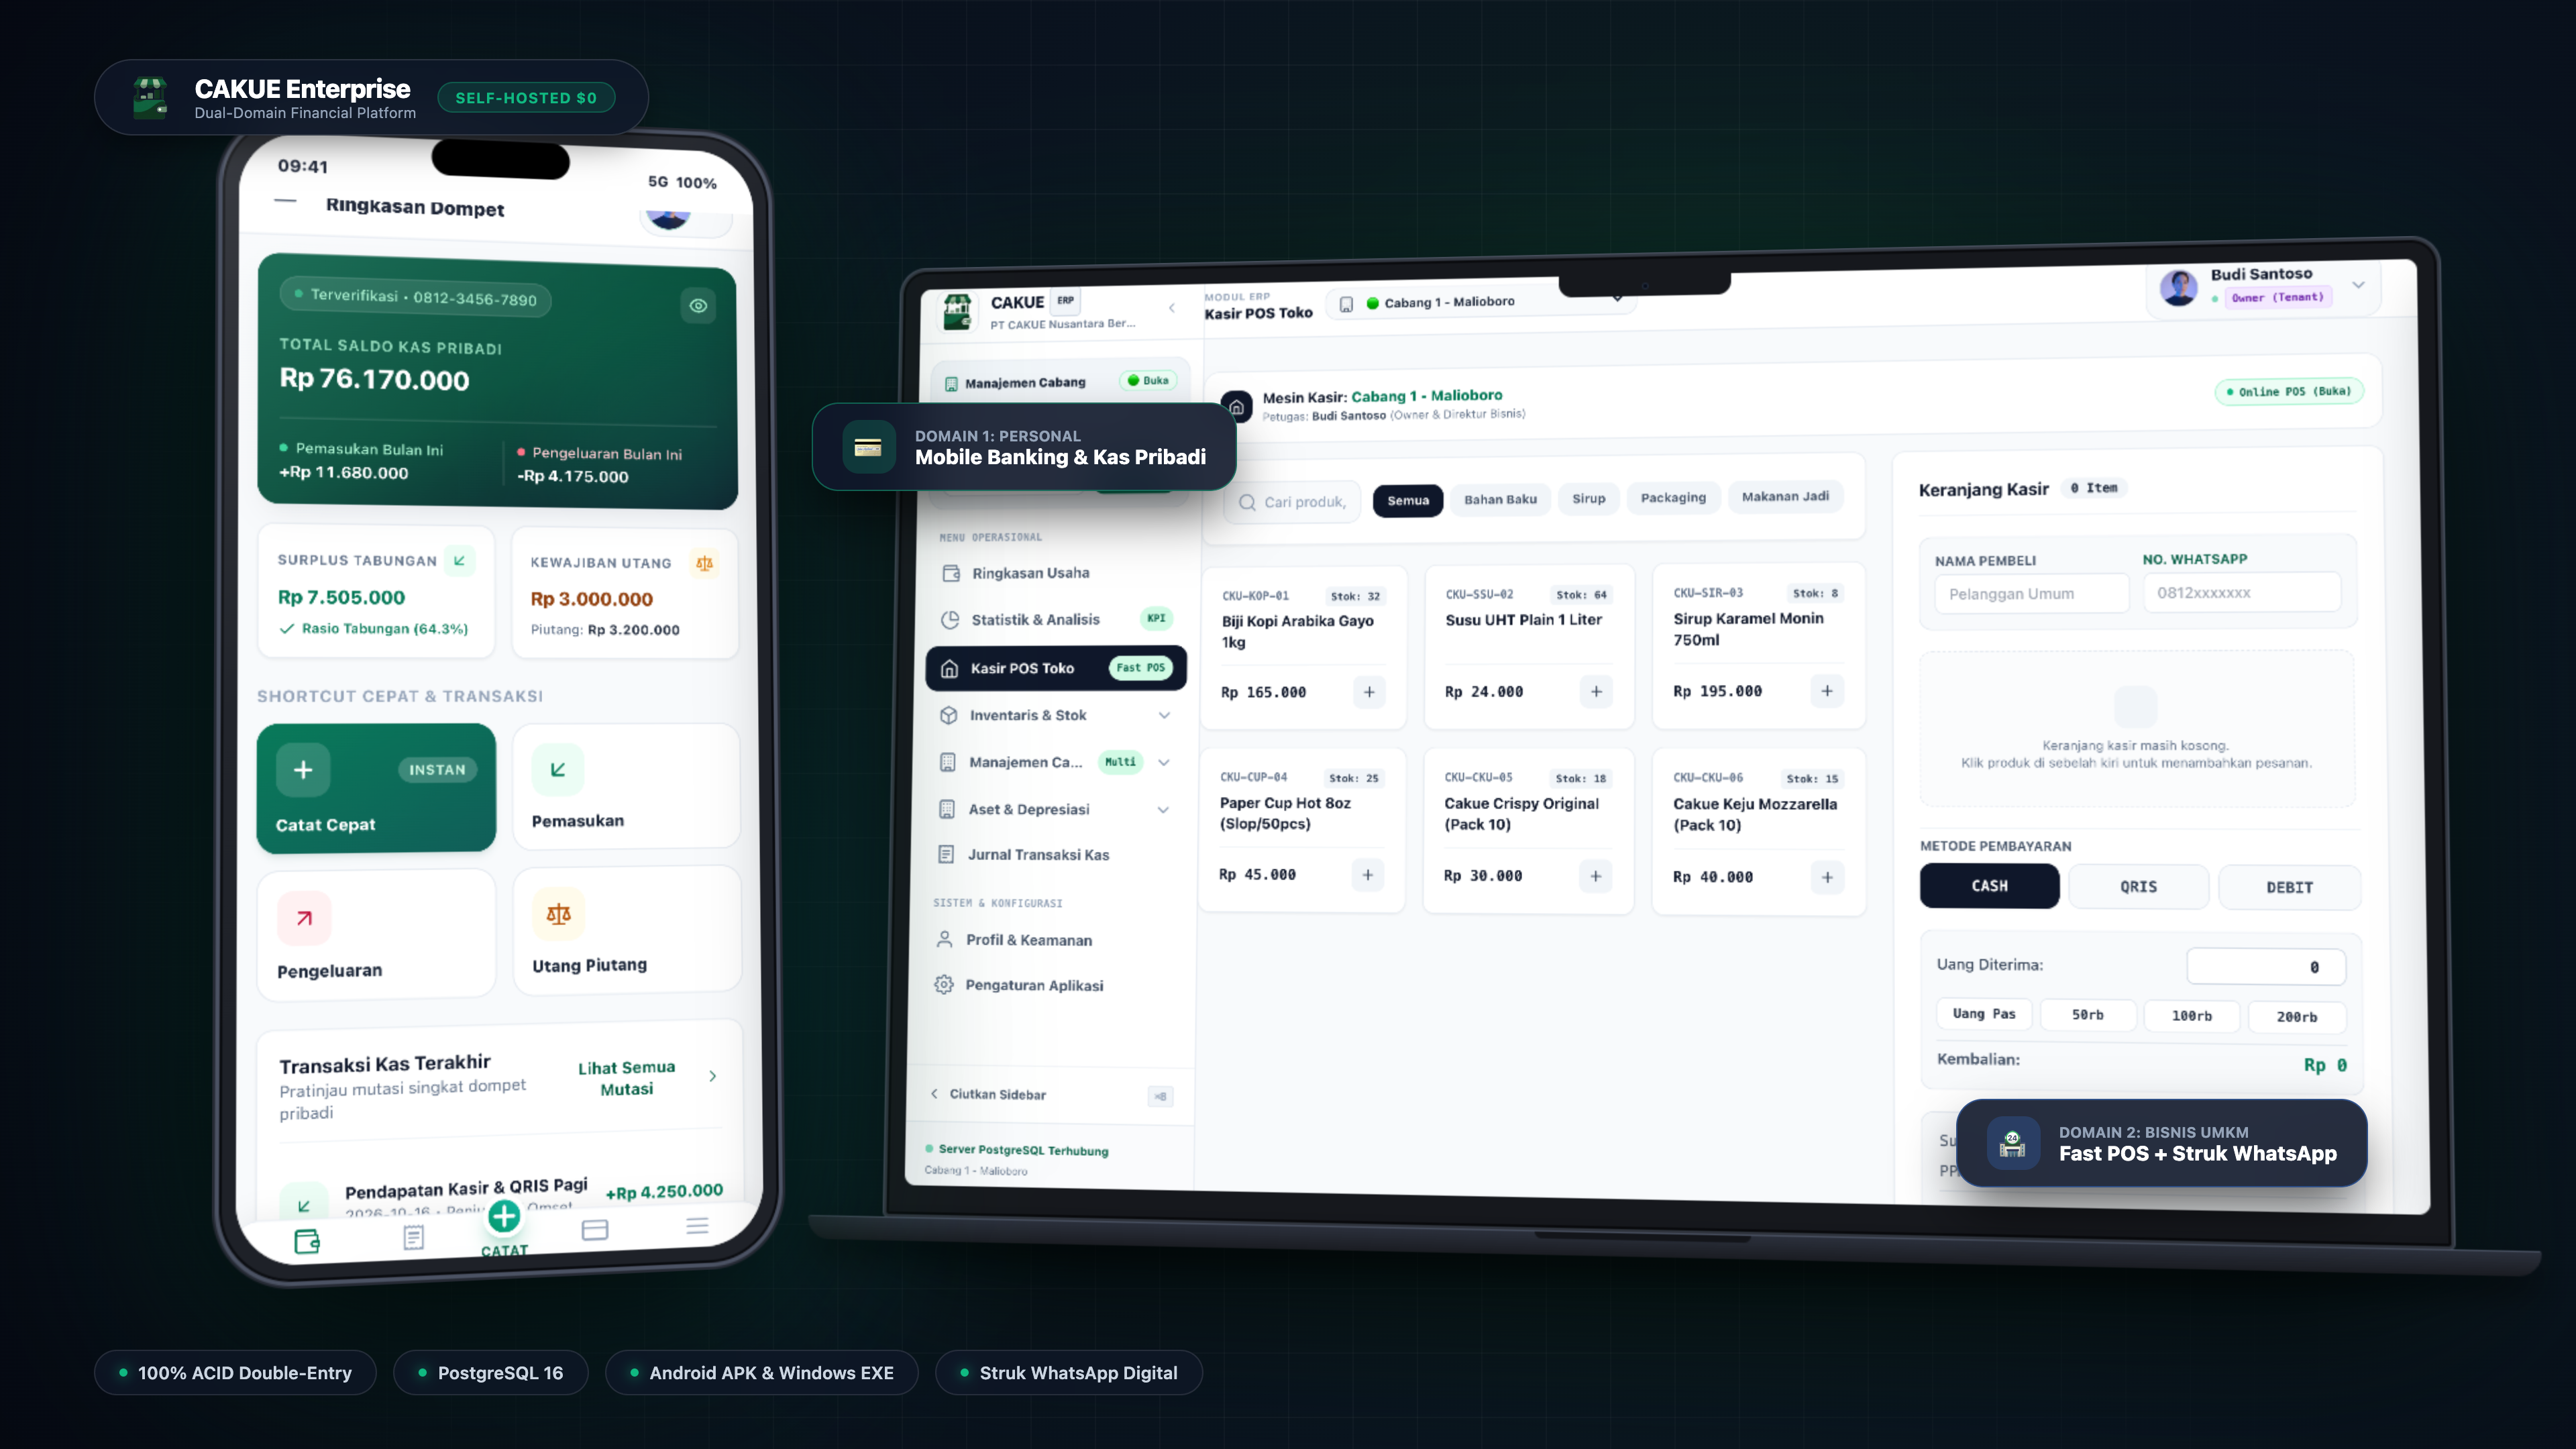 CAKUE Enterprise
Dual-Domain Financial Platform
SELF-HOSTED $0
09:41
5G 100%
Ringkasan Dompet
Terverifikasi • 0812-3456-7890
TOTAL SALDO KAS PRIBADI
Rp 76.170.000
Pemasukan Bulan Ini
+Rp 11.680.000
Pengeluaran Bulan Ini
-Rp 4.175.000
SURPLUS TABUNGAN
Rp 7.505.000
Rasio Tabungan (64.3%)
KEWAJIBAN UTANG
Rp 3.000.000
Piutang: Rp 3.200.000
SHORTCUT CEPAT & TRANSAKSI
INSTAN
Catat Cepat
Pemasukan
Pengeluaran
Utang Piutang
Transaksi Kas Terakhir
Pratinjau mutasi singkat dompet
pribadi
Lihat Semua
Mutasi
Pendapatan Kasir & QRIS Pagi
+Rp 4.250.000
2026-10-16
Omset
CATAT
DOMAIN 1: PERSONAL
Mobile Banking & Kas Pribadi
CAKUE ERP
PT CAKUE Nusantara Ber...
Manajemen Cabang
Buka
MENU OPERASIONAL
Ringkasan Usaha
Statistik & Analisis KPI
Kasir POS Toko Fast POS
Inventaris & Stok
Manajemen Ca... Multi
Aset & Depresiasi
Jurnal Transaksi Kas
SISTEM & KONFIGURASI
Profil & Keamanan
Pengaturan Aplikasi
Ciutkan Sidebar
Server PostgreSQL Terhubung
Cabang 1 - Malioboro
MODUL ERP
Kasir POS Toko
Cabang 1 - Malioboro
Budi Santoso
Owner (Tenant)
Mesin Kasir: Cabang 1 - Malioboro
Petugas: Budi Santoso (Owner & Direktur Bisnis)
Online POS (Buka)
Cari produk,
Semua
Bahan Baku
Sirup
Packaging
Makanan Jadi
CKU-KOP-01
Stok: 32
Biji Kopi Arabika Gayo
1kg
Rp 165.000
CKU-SSU-02
Stok: 64
Susu UHT Plain 1 Liter
Rp 24.000
CKU-SIR-03
Stok: 8
Sirup Karamel Monin
750ml
Rp 195.000
CKU-CUP-04
Stok: 25
Paper Cup Hot 8oz
(Slop/50pcs)
Rp 45.000
CKU-CKU-05
Stok: 18
Cakue Crispy Original
(Pack 10)
Rp 30.000
CKU-CKU-06
Stok: 15
Cakue Keju Mozzarella
(Pack 10)
Rp 40.000
Keranjang Kasir
0 Item
NAMA PEMBELI
Pelanggan Umum
NO. WHATSAPP
0812xxxxxxx
Keranjang kasir masih kosong.
Klik produk di sebelah kiri untuk menambahkan pesanan.
METODE PEMBAYARAN
CASH
QRIS
DEBIT
Uang Diterima:
0
Uang Pas
50rb
100rb
200rb
Kembalian:
Rp 0
DOMAIN 2: BISNIS UMKM
Fast POS + Struk WhatsApp
100% ACID Double-Entry
PostgreSQL 16
Android APK & Windows EXE
Struk WhatsApp Digital